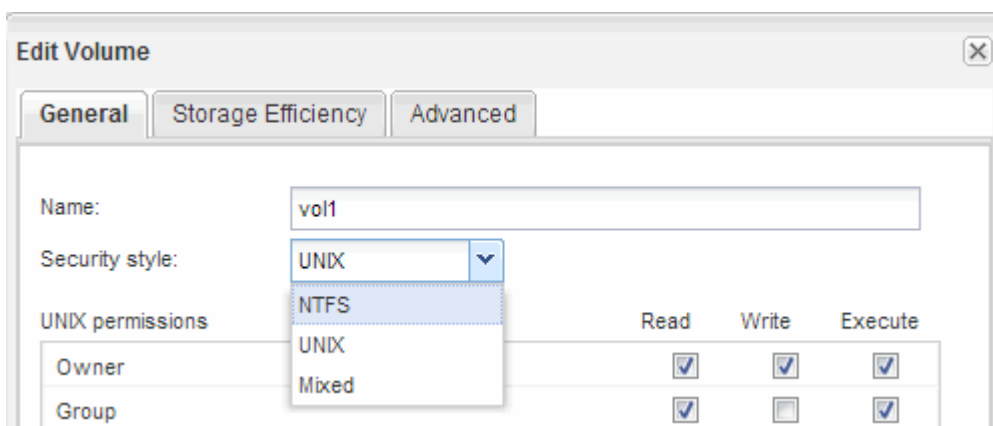 Edit Volume
General Storage Efficiency Advanced
Name: vol1
Security style: UNIX
NTFS
UNIX permissions Read Write Execute
UNIX
Owner
Mixed
Group